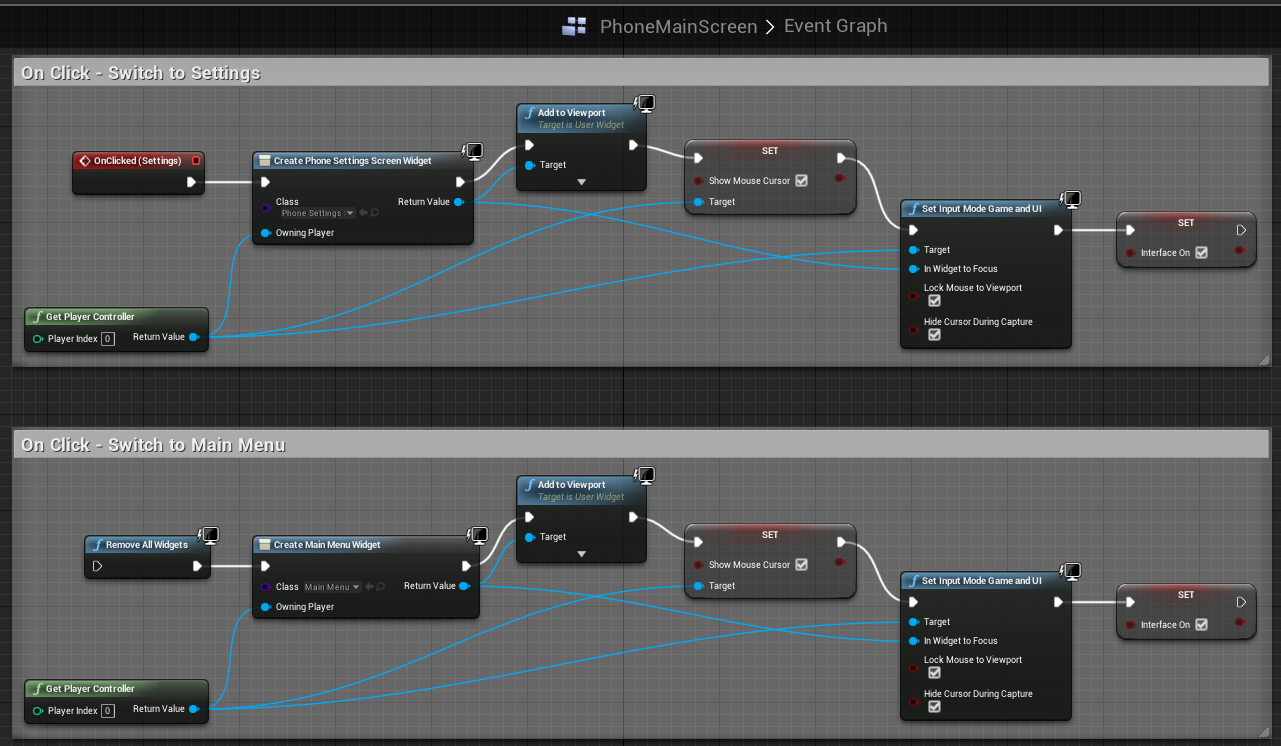 PhoneMainScreen > Event Graph
On Click - Switch to Settings
Add to Viewport
Target is User Widget
Target
OnClicked (Settings)
Create Phone Settings Screen Widget
Class
Phone Settings
Return Value
Owning Player
SET
Show Mouse Cursor
Target
Set Input Mode Game and UI
Target
In Widget to Focus
Lock Mouse to Viewport
Hide Cursor During Capture
SET
Interface On
Get Player Controller
Player Index 0 Return Value
On Click - Switch to Main Menu
Add to Viewport
Target is User Widget
Target
Remove All Widgets
Create Main Menu Widget
Class Main Menu Return Value
Owning Player
SET
Show Mouse Cursor
Target
Set Input Mode Game and UI
Target
In Widget to Focus
Lock Mouse to Viewport
Hide Cursor During Capture
SET
Interface On
Get Player Controller
Player Index 0 Return Value